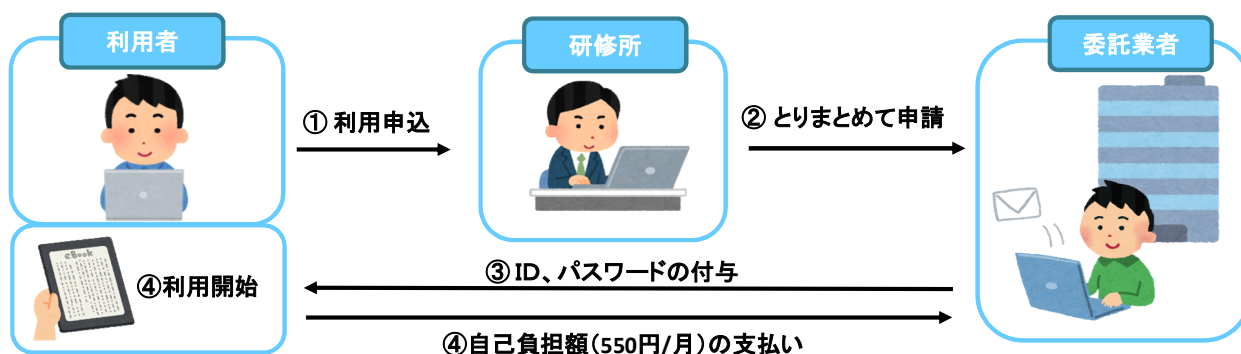 利用者
研修所
委託業者
① 利用申込
② とりまとめて申請
eBook
④利用開始
③ ID、パスワードの付与
④自己負担額（550円/月）の支払い